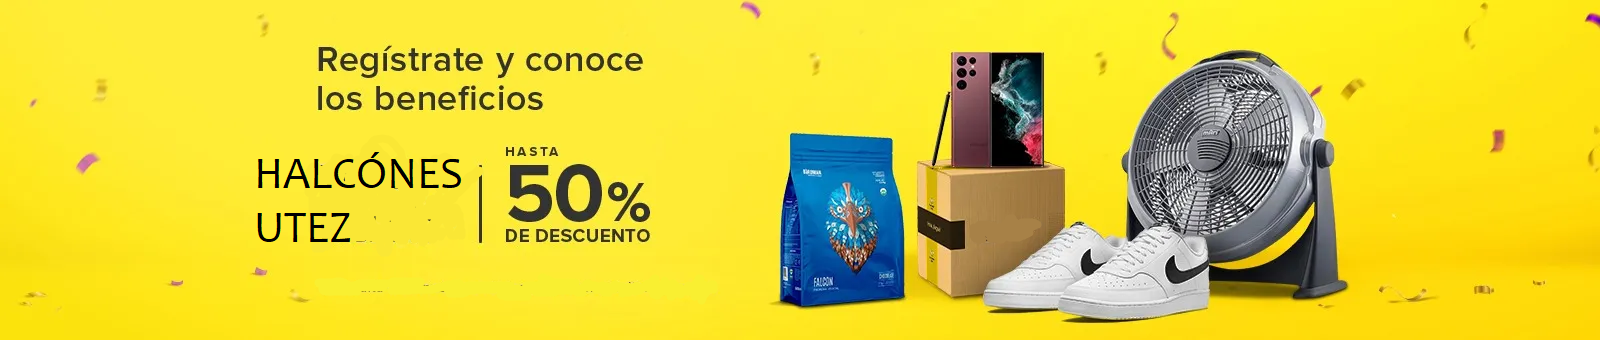 Regístrate y conoce
los beneficios
HALCÓNES
UTEZ
HASTA
50%
DE DESCUENTO
FALCON